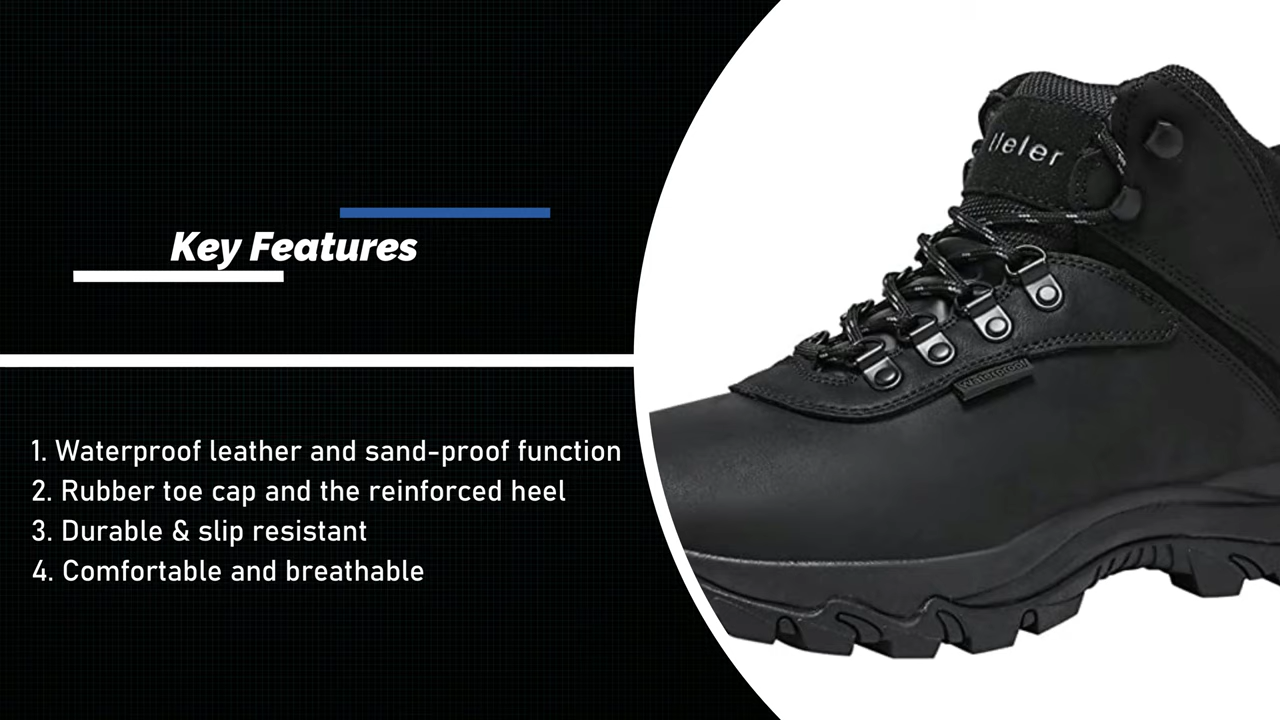 Key Features
1. Waterproof leather and sand-proof function
2. Rubber toe cap and the reinforced heel
3. Durable & slip resistant
4. Comfortable and breathable
Waterproof